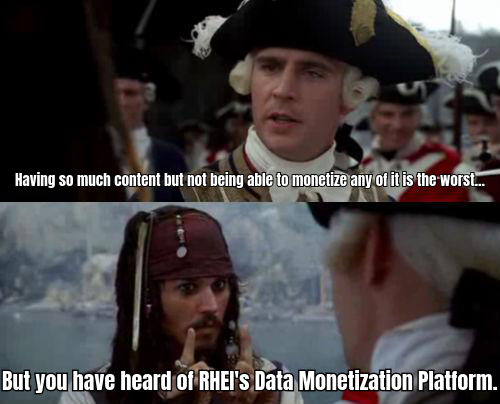 Having so much content but not being able to monetize any of it is the worst...
But you have heard of RHEI's Data Monetization Platform.